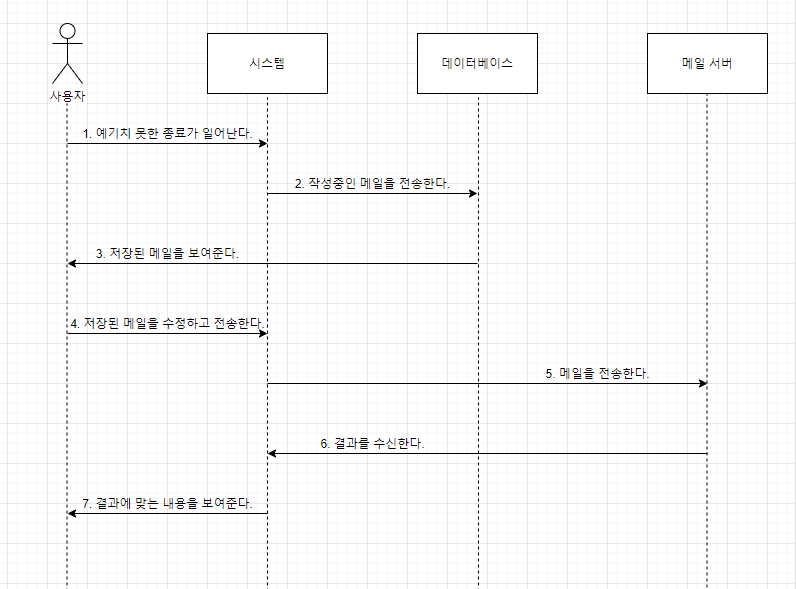 사용자
시스템
데이터베이스
메일 서버
1. 예기치 못한 종료가 일어난다.
2. 작성중인 메일을 전송한다.
3. 저장된 메일을 보여준다.
4. 저장된 메일을 수정하고 전송한다.
5. 메일을 전송한다.
6. 결과를 수신한다.
7. 결과에 맞는 내용을 보여준다.